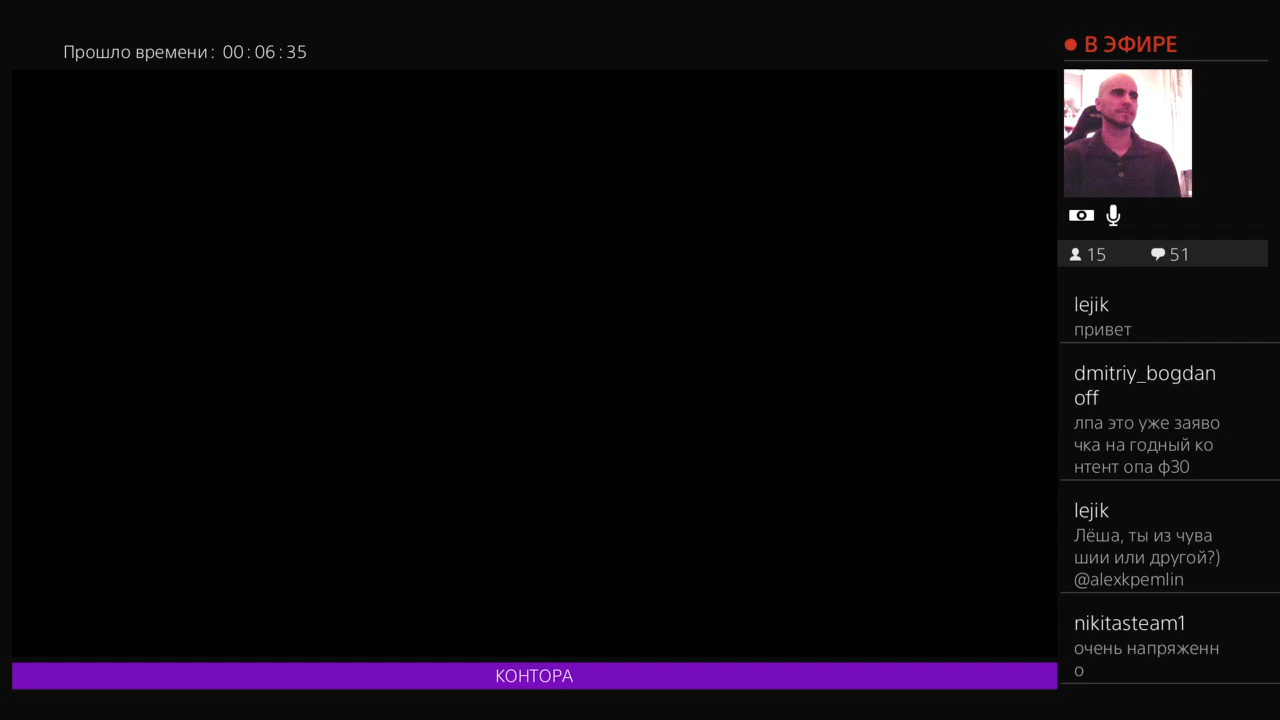 Прошло времени: 00:06:35
В ЭФИРЕ
15 51
lejik
привет
dmitriy_bogdan
off
лпа это уже заяво
чка на годный ко
нтент опа ф30
lejik
Лёша, ты из чува
шии или другой?)
@alexkpemlin
nikitasteam1
очень напряженн
о
КОНТОРА